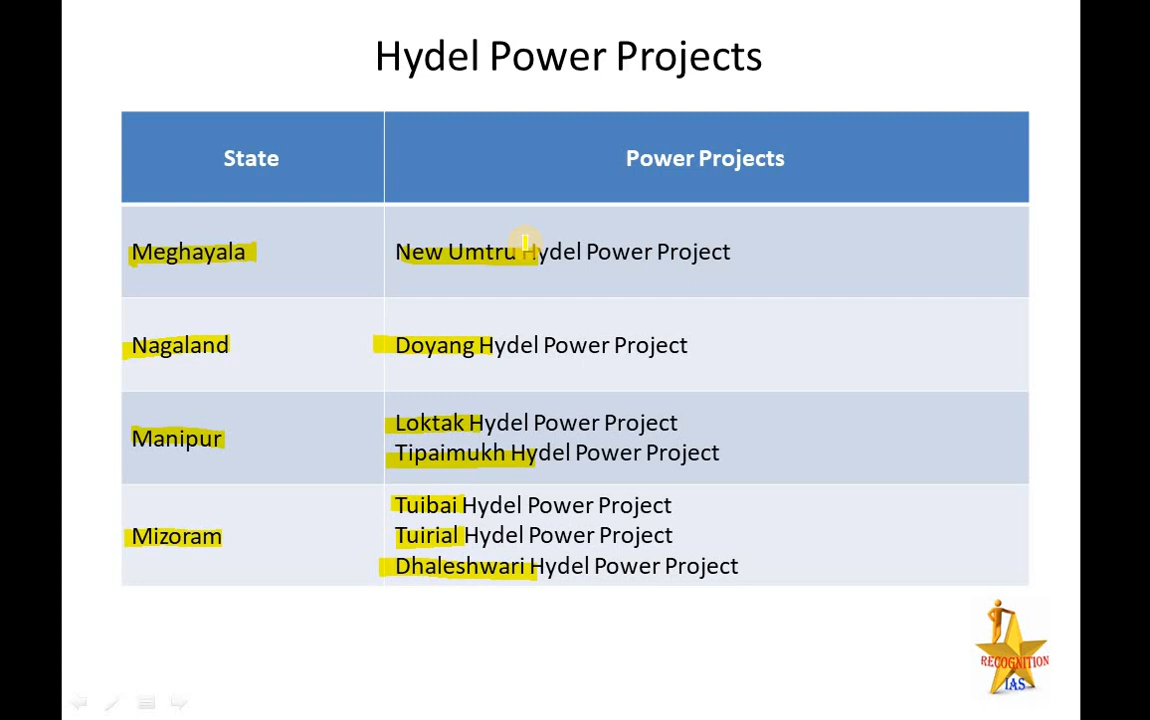 Hydel Power Projects
State
Power Projects
Meghayala
New Umtru Hydel Power Project
Nagaland
Doyang Hydel Power Project
Manipur
Loktak Hydel Power Project
Tipaimukh Hydel Power Project
Mizoram
Tuibai Hydel Power Project
Tuirial Hydel Power Project
Dhaleshwari Hydel Power Project
RECOGNITION
IAS